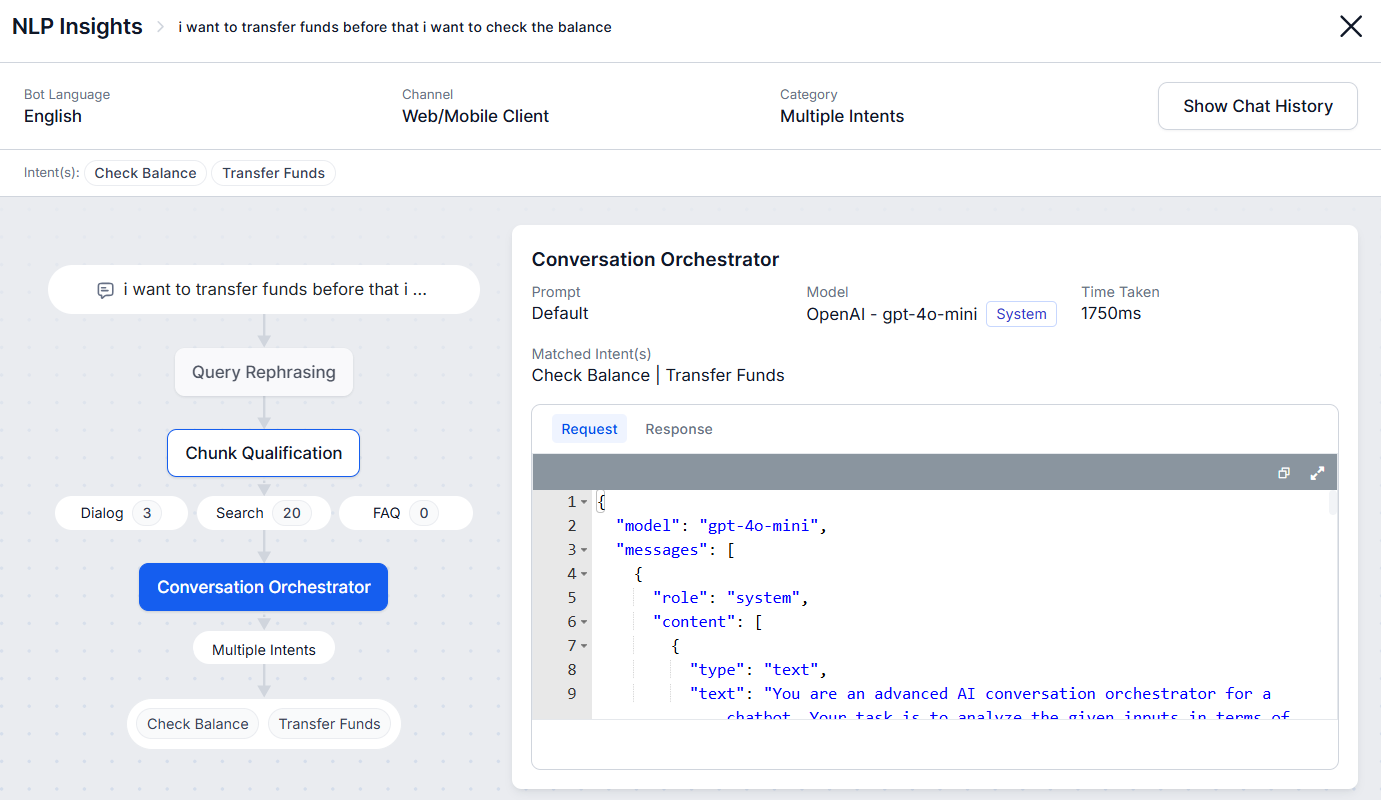 NLP Insights > i want to transfer funds before that i want to check the balance
Bot Language
English
Channel
Web/Mobile Client
Category
Multiple Intents
Show Chat History
Intent(s): Check Balance Transfer Funds
i want to transfer funds before that i ...
Query Rephrasing
Chunk Qualification
Dialog 3 Search 20 FAQ 0
Conversation Orchestrator
Multiple Intents
Check Balance Transfer Funds
Conversation Orchestrator
Prompt
Default
Model
OpenAI - gpt-4o-mini System
Time Taken
1750ms
Matched Intent(s)
Check Balance | Transfer Funds
Request Response
1 {
2 "model": "gpt-4o-mini",
3 "messages": [
4 {
5 "role": "system",
6 "content": [
7 {
8 "type": "text",
9 "text": "You are an advanced AI conversation orchestrator for a
chatbot. Your task is to analyze the given inputs in terms of